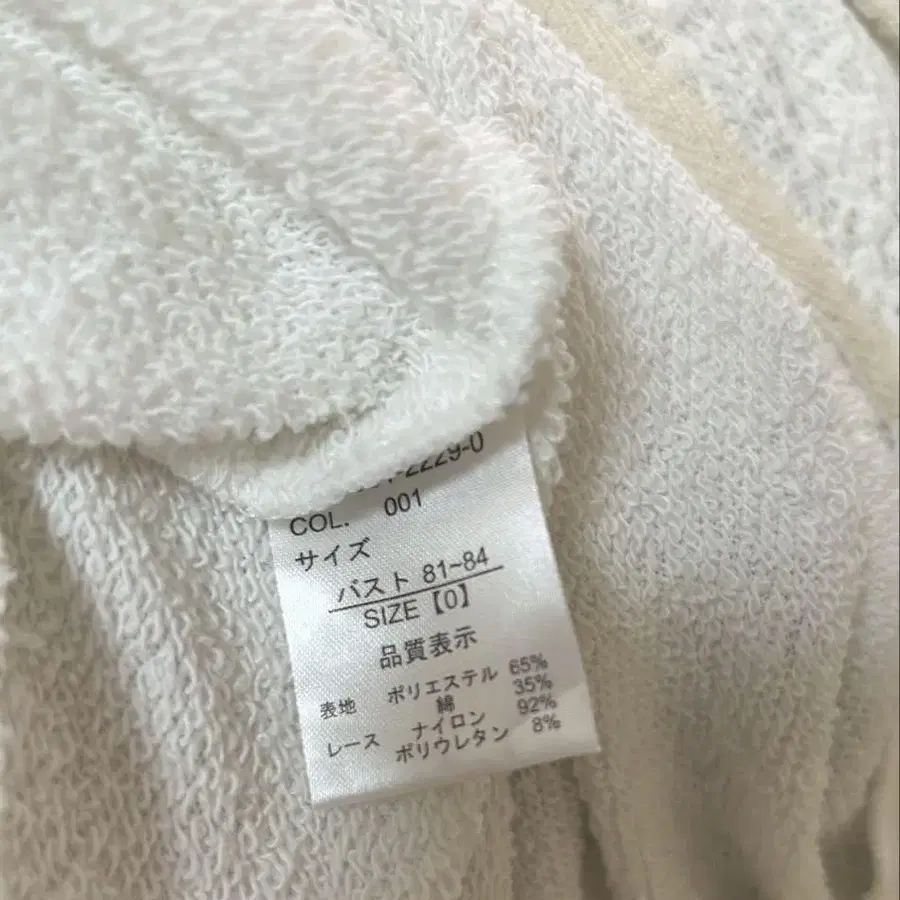 -2229-0
COL. 001
サイズ
バスト 81~84
SIZE【0】
品質表示
表地 ポリエステル 65%
綿 35%
レース ナイロン 92%
ポリウレタン 8%